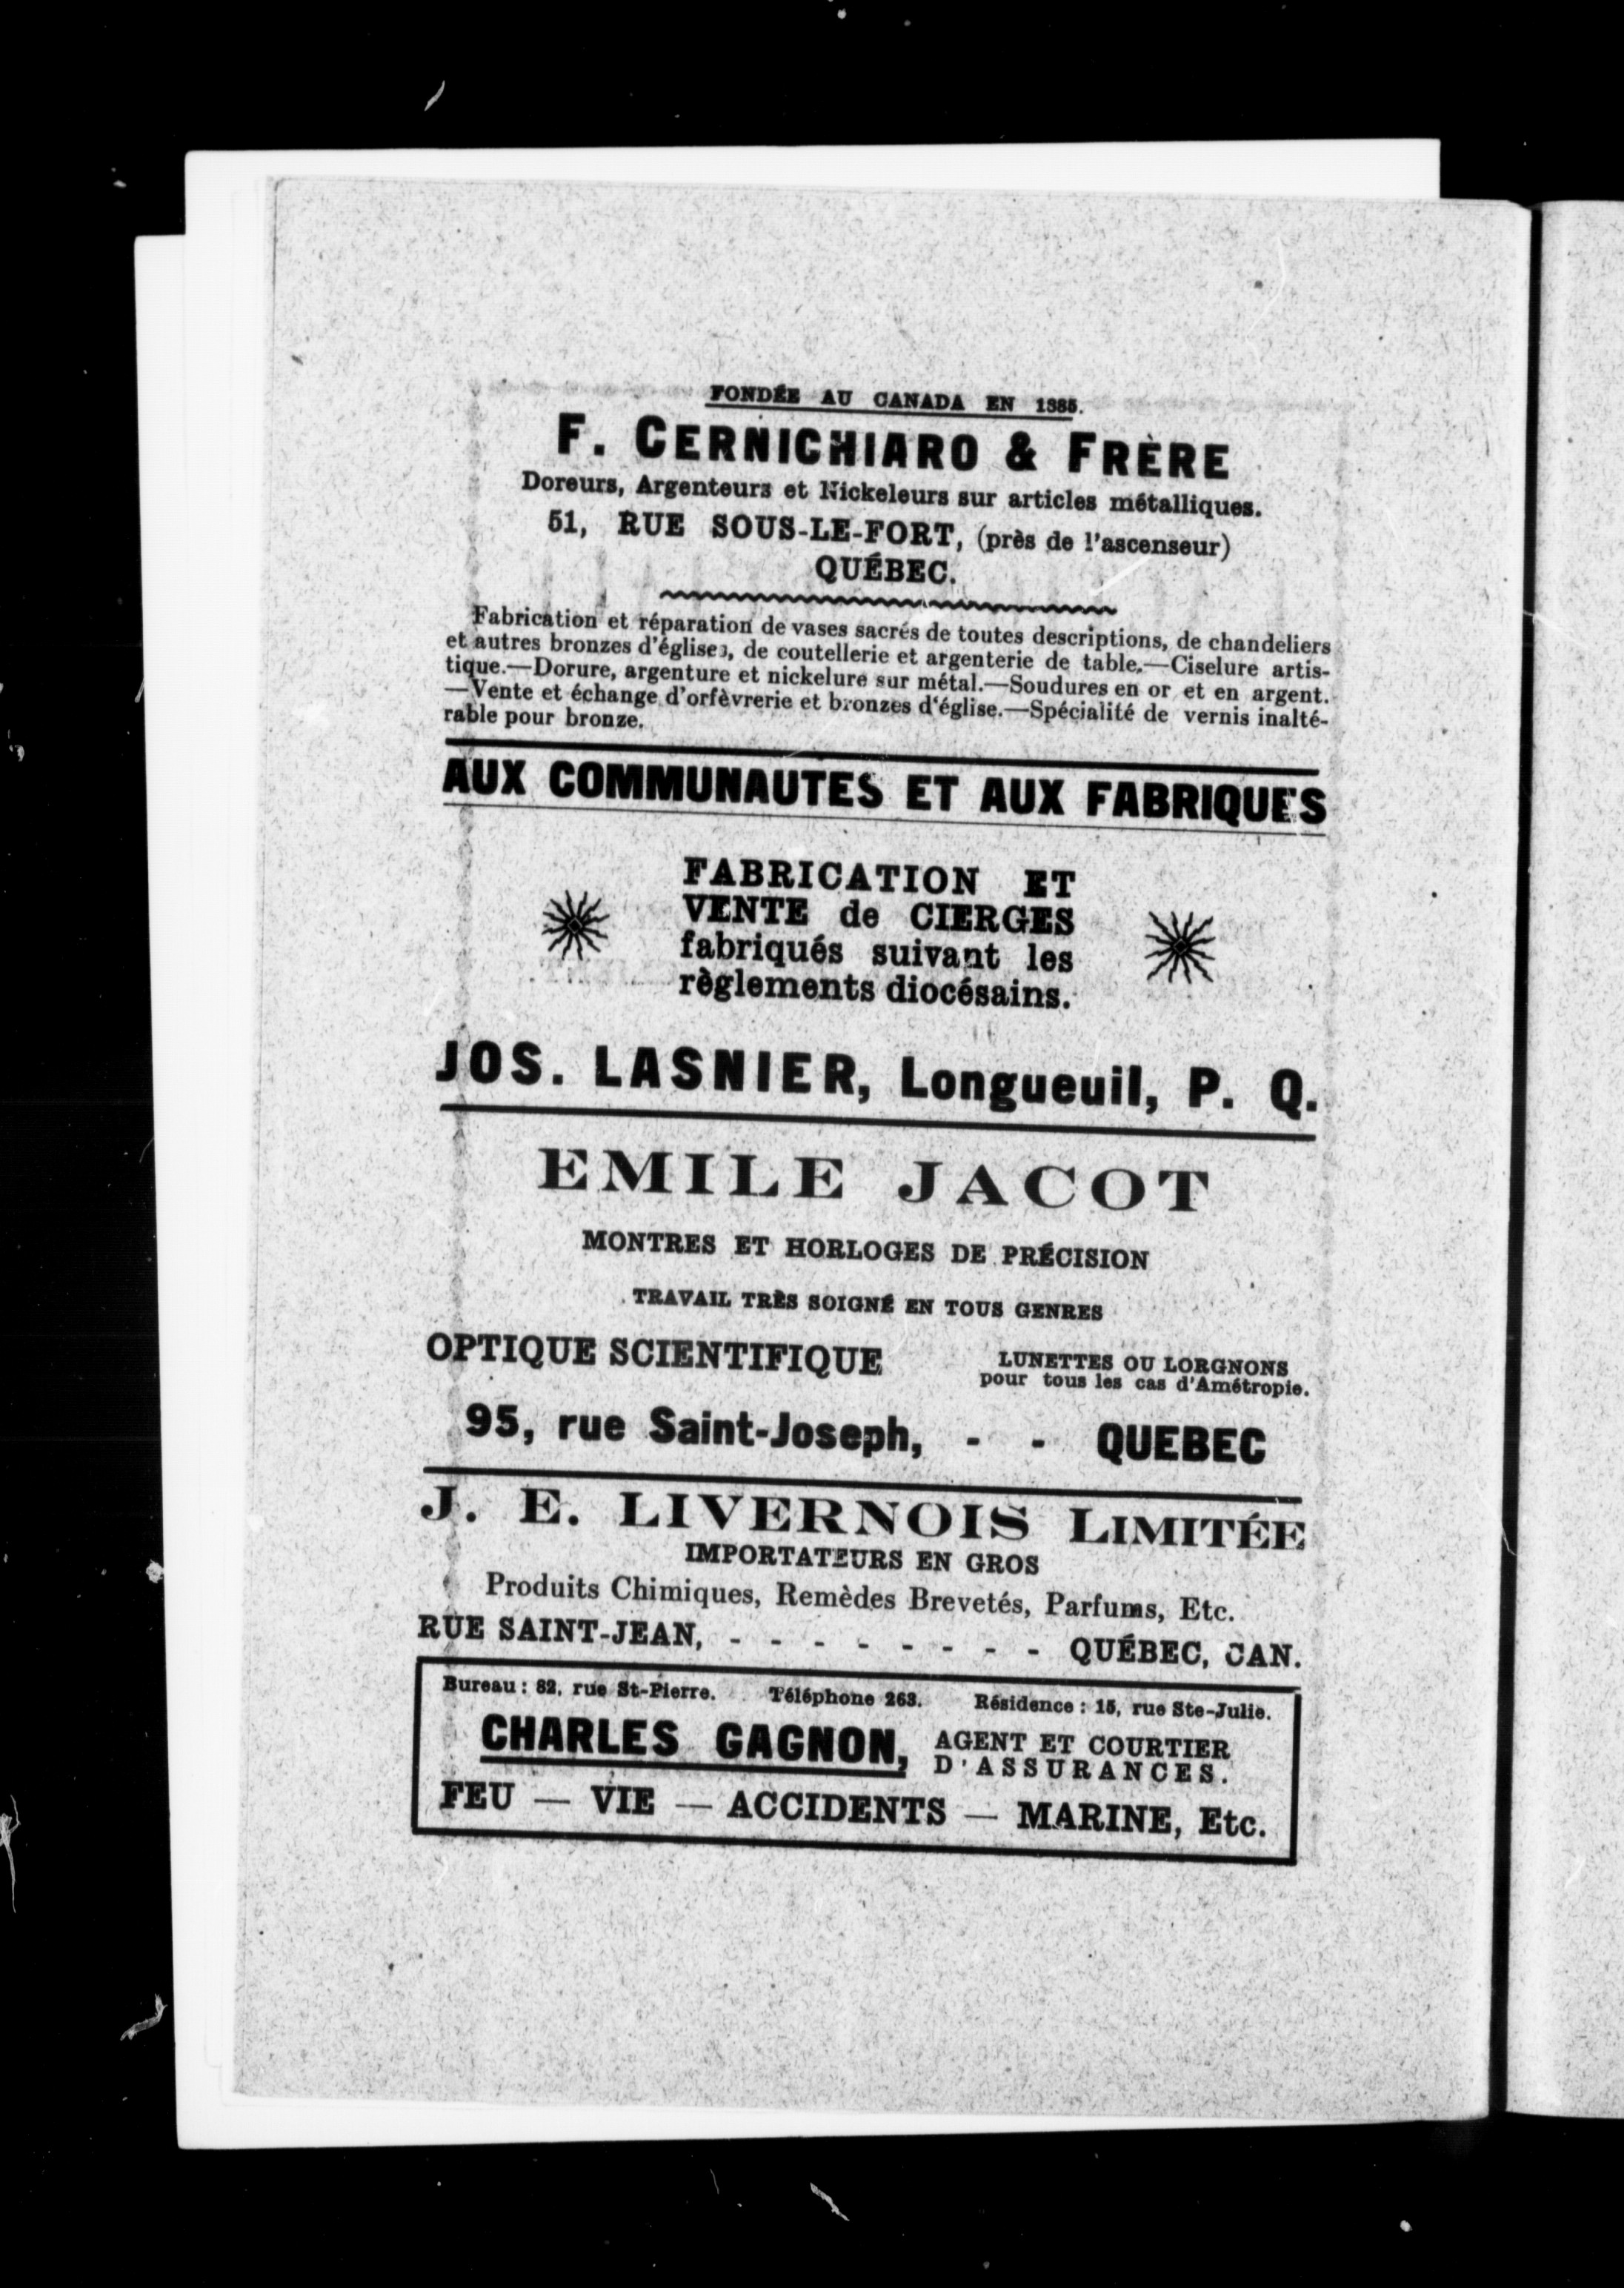 FONDÉE AU CANADA EN 1885.
F. CERNICHIARO & FRÈRE
Doreurs, Argenteurs et Nickeleurs sur articles métalliques.
51, RUE SOUS-LE-FORT, (près de l'ascenseur)
QUÉBEC.
Fabrication et réparation de vases sacrés de toutes descriptions, de chandeliers
et autres bronzes d'églises, de coutellerie et argenterie de table.—Ciselure artis-
tique.—Dorure, argenture et nickelure sur métal.—Soudures en or et en argent.
—Vente et échange d'orfèvrerie et bronzes d'église.—Spécialité de vernis inalté-
rable pour bronze.
AUX COMMUNAUTES ET AUX FABRIQUES
FABRICATION ET
VENTE de CIERGES
fabriqués suivant les
règlements diocésains.
JOS. LASNIER, Longueuil, P. Q.
EMILE JACOT
MONTRES ET HORLOGES DE PRÉCISION
TRAVAIL TRÈS SOIGNÉ EN TOUS GENRES
OPTIQUE SCIENTIFIQUE
LUNETTES OU LORGNONS
pour tous les cas d'Amétropie.
95, rue Saint-Joseph, - - QUEBEC
J. E. LIVERNOIS LIMITÉE
IMPORTATEURS EN GROS
Produits Chimiques, Remèdes Brevetés, Parfums, Etc.
RUE SAINT-JEAN, - - - - - - - - QUÉBEC, CAN.
Bureau : 82, rue St-Pierre. Téléphone 263. Résidence : 15, rue Ste-Julie.
CHARLES GAGNON, AGENT ET COURTIER
D'ASSURANCES.
FEU — VIE — ACCIDENTS — MARINE, Etc.